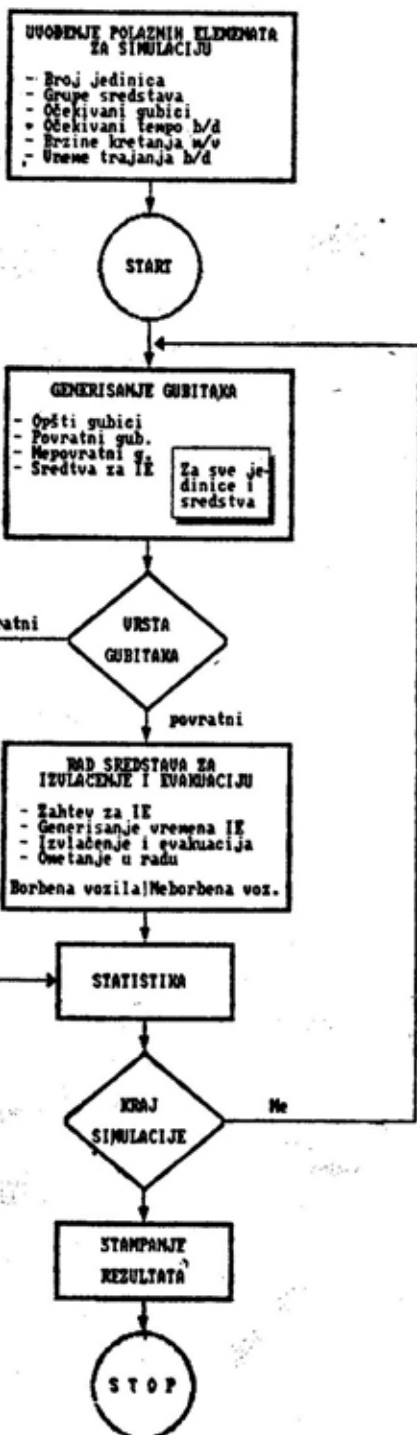 UVOĐENJE POLAZNIH ELEMENATA
ZA SIMULACIJU
- Broj jedinica
- Grupe sredstava
- Očekivani gubici
- Očekivani tempo b/d
- Brzine kretanja m/v
- Vreme trajanja b/d
START
GENERISANJE GUBITAKA
- Opšti gubici
- Povratni gub.
- Nepovratni g.
- Sredtva za IE
Za sve je-
dinice i
sredstva
VRSTA
GUBITAKA
ratni
povratni
RAD SREDSTAVA ZA
IZVLAČENJE I EVAKUACIJU
- Zahtev za IE
- Generisanje vremena IE
- Izvlačenje i evakuacija
- Ometanje u radu
Borbena vozila|Neborbena voz.
STATISTIKA
KRAJ
SIMULACIJE
Ne
ŠTAMPANJE
REZULTATA
S T O P